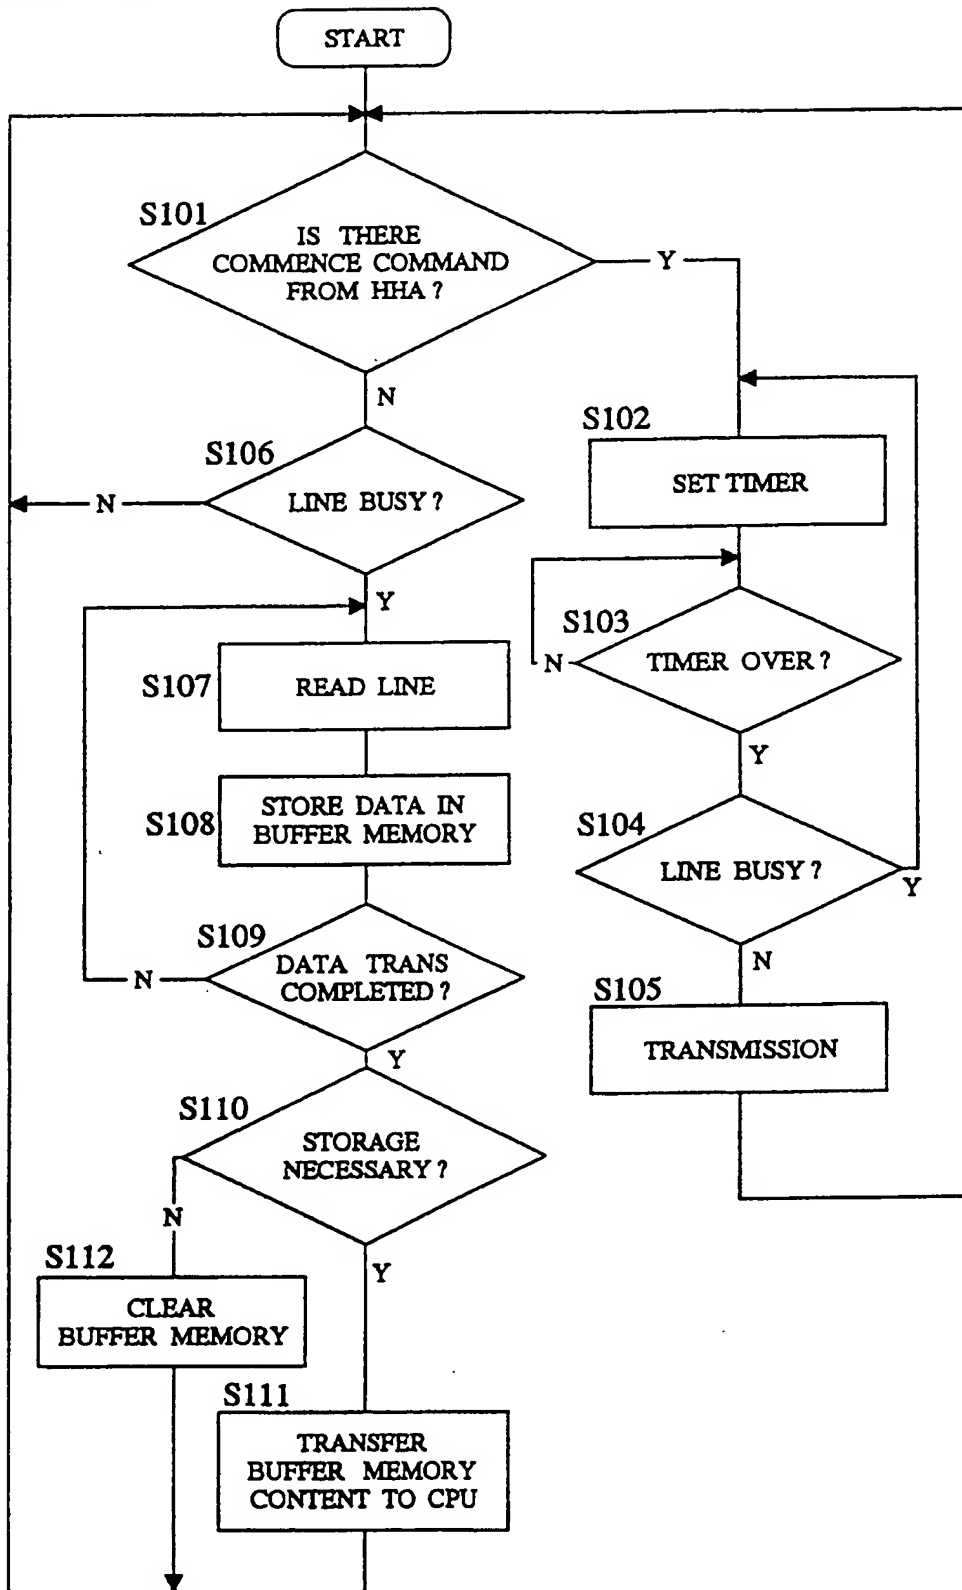 START
S101
IS THERE
COMMENCE COMMAND
FROM HHA ?
Y
N
S102
SET TIMER
S106
LINE BUSY ?
N
Y
S103
TIMER OVER ?
N
Y
S107
READ LINE
S108
STORE DATA IN
BUFFER MEMORY
S104
LINE BUSY ?
Y
N
S109
DATA TRANS
COMPLETED ?
N
Y
S105
TRANSMISSION
S110
STORAGE
NECESSARY ?
N
Y
S112
CLEAR
BUFFER MEMORY
S111
TRANSFER
BUFFER MEMORY
CONTENT TO CPU